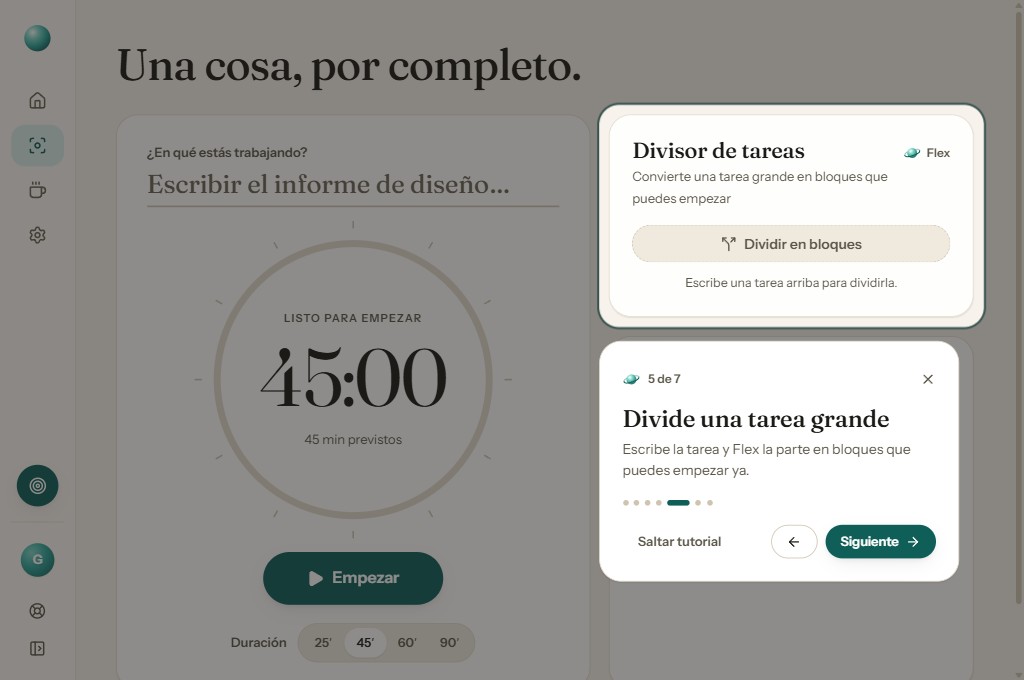 Una cosa, por completo.
¿En qué estás trabajando?
Escribir el informe de diseño...
LISTO PARA EMPEZAR
45:00
45 min previstos
Empezar
Duración 25' 45' 60' 90'
Divisor de tareas
Flex
Convierte una tarea grande en bloques que
puedes empezar
Dividir en bloques
Escribe una tarea arriba para dividirla.
5 de 7
Divide una tarea grande
Escribe la tarea y Flex la parte en bloques que
puedes empezar ya.
Saltar tutorial
Siguiente
G